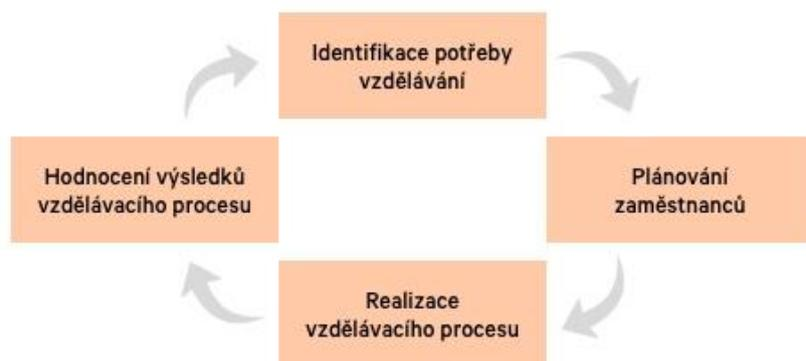 Identifikace potřeby
vzdělávání
Plánování
zaměstnanců
Realizace
vzdělávacího procesu
Hodnocení výsledků
vzdělávacího procesu